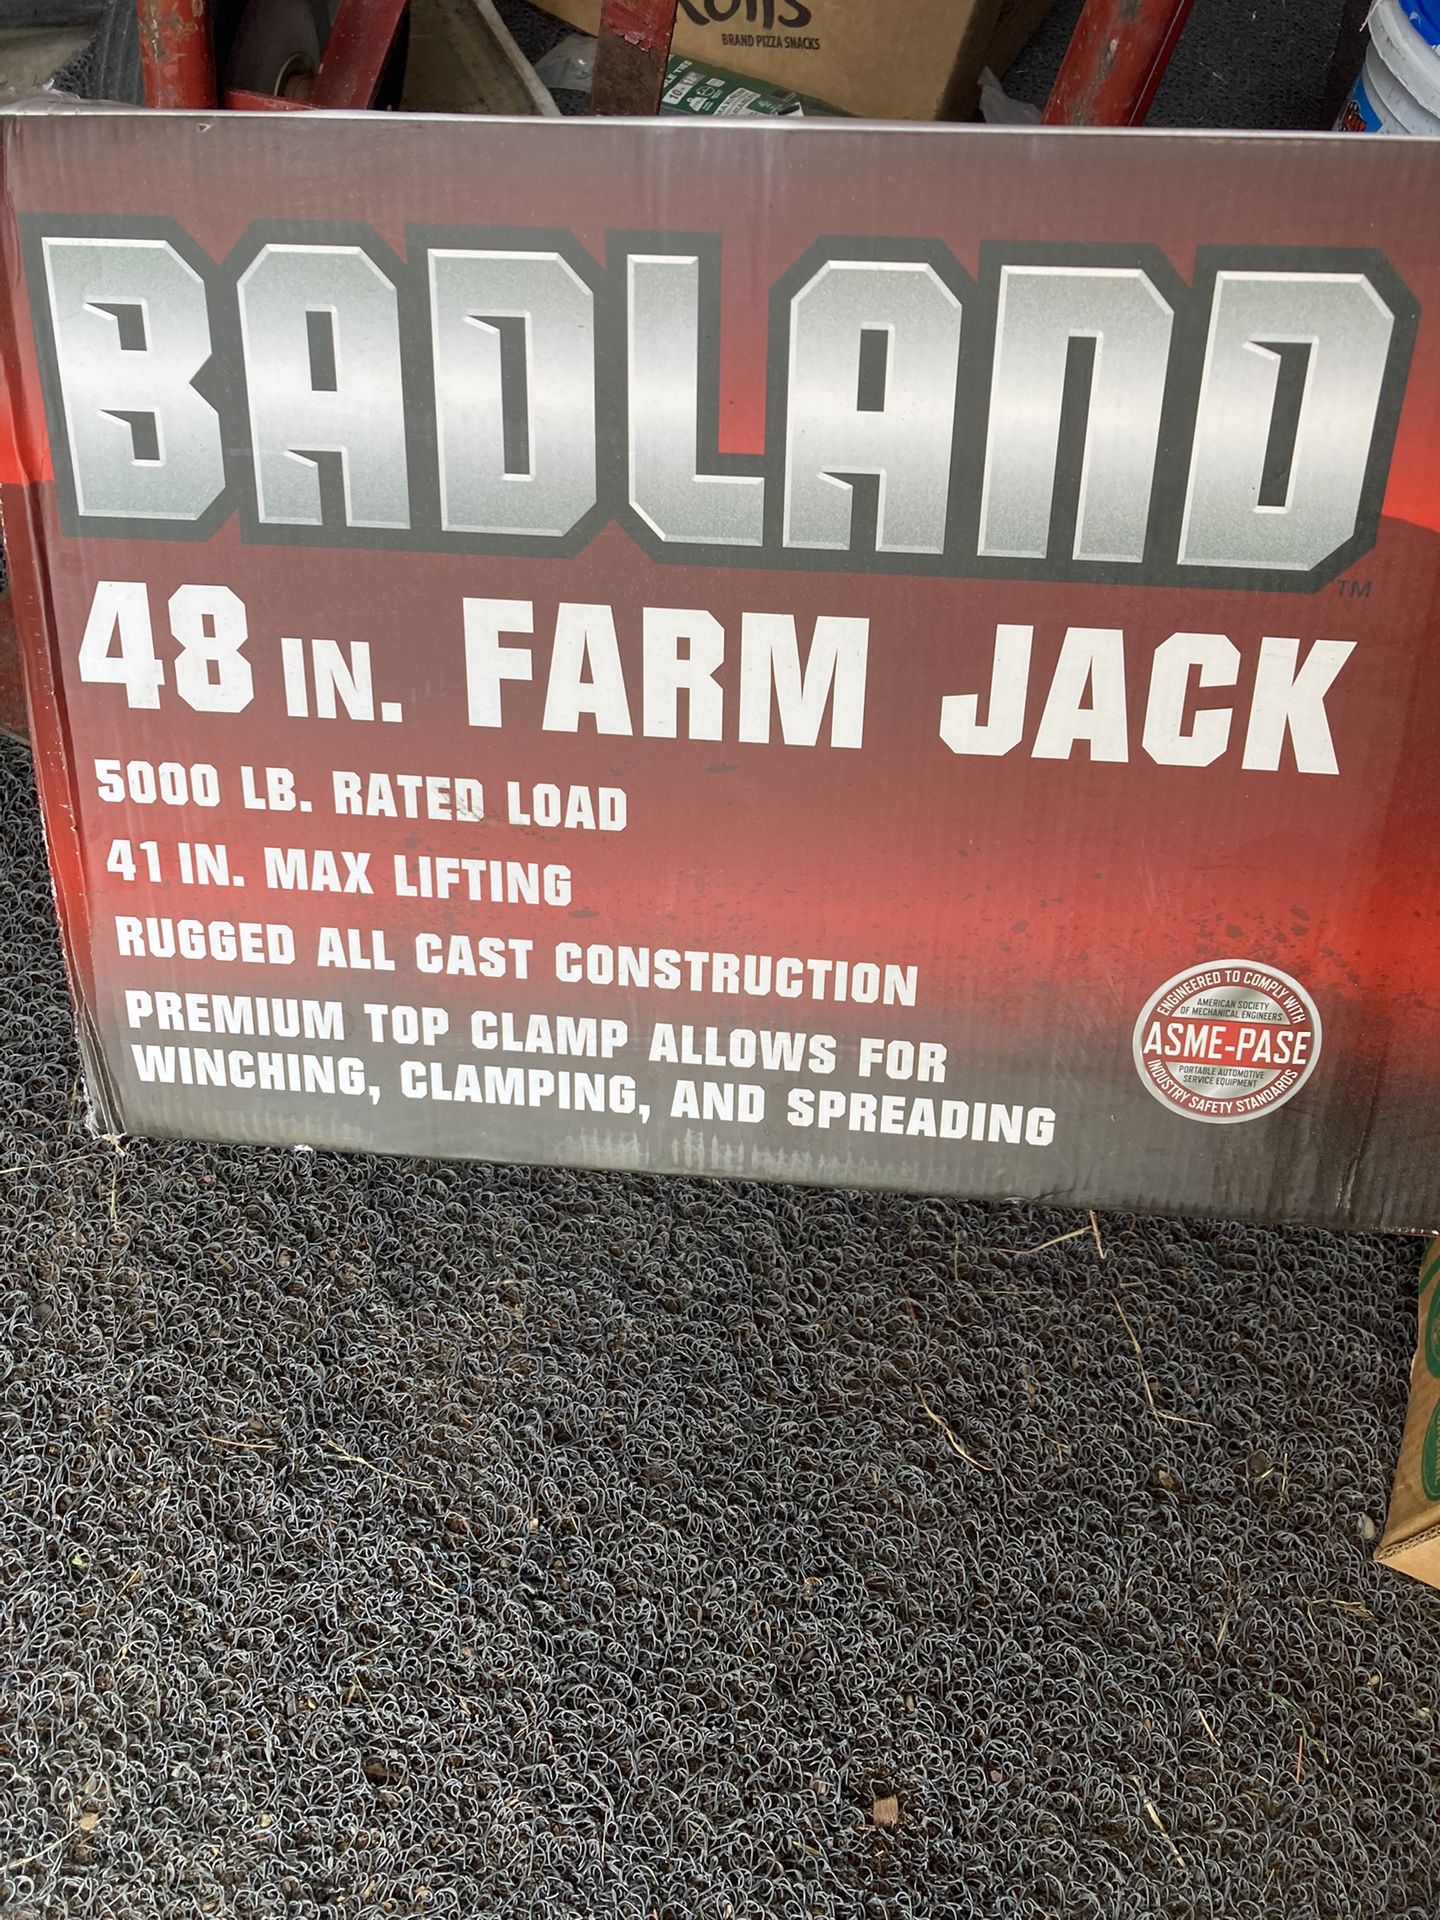 Rolls
BRAND PIZZA SNACKS
BADLAND
TM
48 IN. FARM JACK
5000 LB. RATED LOAD
41 IN. MAX LIFTING
RUGGED ALL CAST CONSTRUCTION
PREMIUM TOP CLAMP ALLOWS FOR
WINCHING, CLAMPING, AND SPREADING
ENGINEERED TO COMPLY WITH
AMERICAN SOCIETY
OF MECHANICAL ENGINEERS
ASME-PASE
PORTABLE AUTOMOTIVE
SERVICE EQUIPMENT
INDUSTRY SAFETY STANDARDS